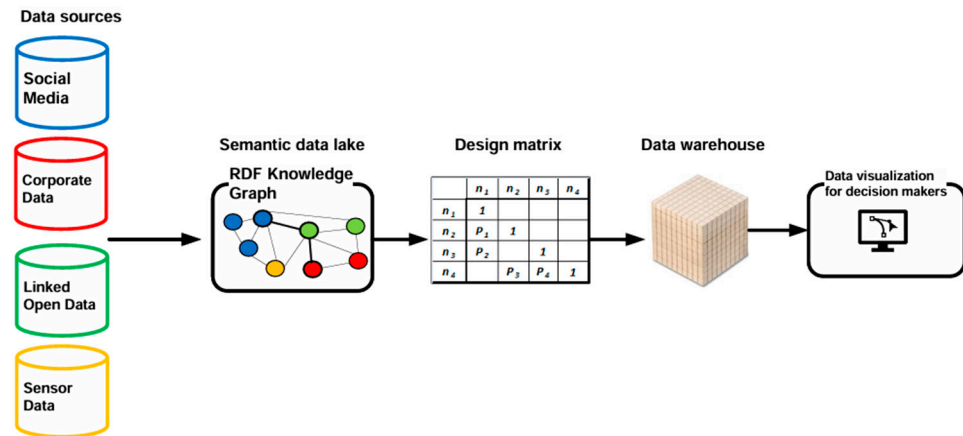 Data sources
Social
Media
Corporate
Data
Linked
Open Data
Sensor
Data
Semantic data lake
RDF Knowledge
Graph
Design matrix
n1 n2 n3 n4
n1 1
n2 P1 1
n3 P2 1
n4 P3 P4 1
Data warehouse
Data visualization
for decision makers